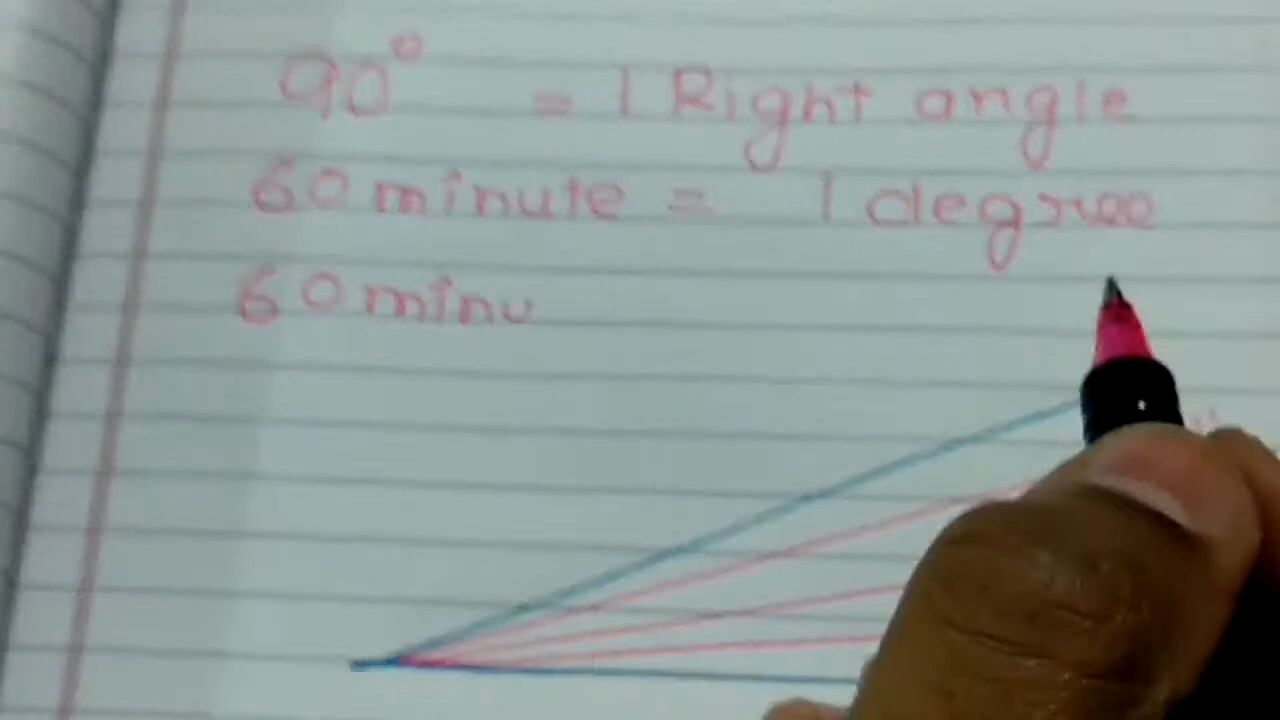 90° = 1 Right angle
60 minute = 1 degree
60 minu